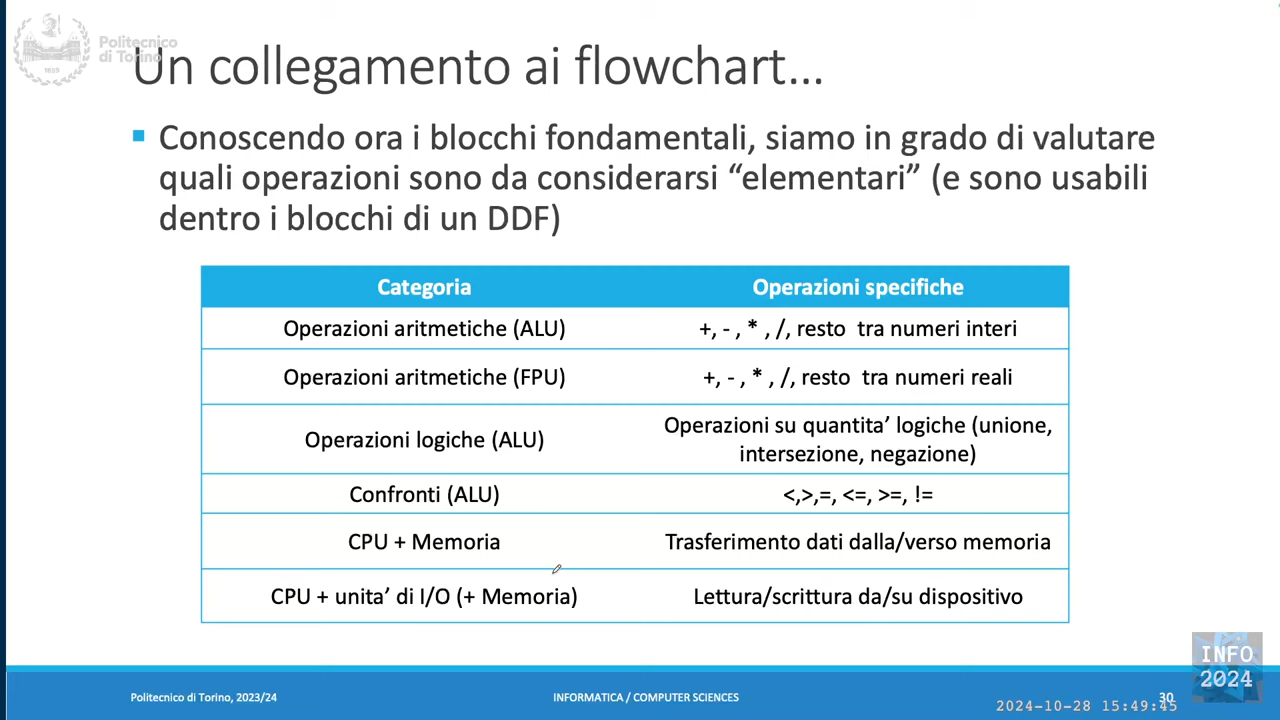 Politecnico
di Torino
Un collegamento ai flowchart...
Conoscendo ora i blocchi fondamentali, siamo in grado di valutare
quali operazioni sono da considerarsi “elementari” (e sono usabili
dentro i blocchi di un DDF)
Categoria Operazioni specifiche
Operazioni aritmetiche (ALU) +, - , * , /, resto tra numeri interi
Operazioni aritmetiche (FPU) +, - , * , /, resto tra numeri reali
Operazioni logiche (ALU) Operazioni su quantita’ logiche (unione,
intersezione, negazione)
Confronti (ALU) <,>,=, <=, >=, !=
CPU + Memoria Trasferimento dati dalla/verso memoria
CPU + unita’ di I/O (+ Memoria) Lettura/scrittura da/su dispositivo
INFO
2024
Politecnico di Torino, 2023/24 INFORMATICA / COMPUTER SCIENCES 30
2024-10-28 15:49:45